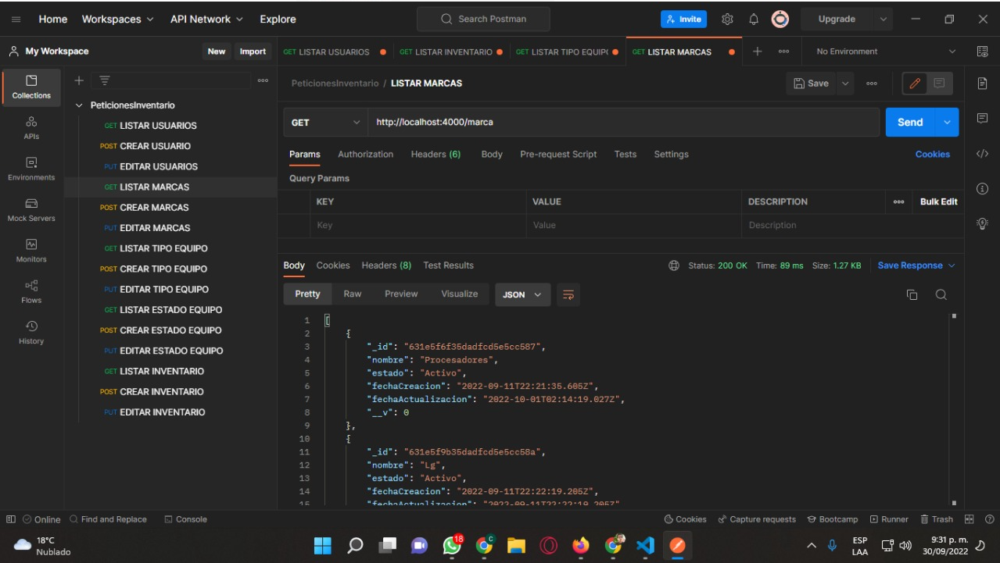 Home Workspaces API Network Explore Search Postman Invite Upgrade
My Workspace New Import GET LISTAR USUARIOS GET LISTAR INVENTARIO GET LISTAR TIPO EQUIP( GET LISTAR MARCAS No Environment
Collections
APIs
Environments
Mock Servers
Monitors
Flows
History
PeticionesInventario
GET LISTAR USUARIOS
POST CREAR USUARIO
PUT EDITAR USUARIOS
GET LISTAR MARCAS
POST CREAR MARCAS
PUT EDITAR MARCAS
GET LISTAR TIPO EQUIPO
POST CREAR TIPO EQUIPO
PUT EDITAR TIPO EQUIPO
GET LISTAR ESTADO EQUIPO
POST CREAR ESTADO EQUIPO
PUT EDITAR ESTADO EQUIPO
GET LISTAR INVENTARIO
POST CREAR INVENTARIO
PUT EDITAR INVENTARIO
PeticionesInventario / LISTAR MARCAS Save
GET http://localhost:4000/marca Send
Params Authorization Headers (6) Body Pre-request Script Tests Settings Cookies
Query Params
KEY VALUE DESCRIPTION Bulk Edit
Key Value Description
Body Cookies Headers (8) Test Results Status: 200 OK Time: 89 ms Size: 1.27 KB Save Response
Pretty Raw Preview Visualize JSON
1 [
2 {
3 "_id": "631e5f6f35dadfcd5e5cc587",
4 "nombre": "Procesadores",
5 "estado": "Activo",
6 "fechaCreacion": "2022-09-11T22:21:35.605Z",
7 "fechaActualizacion": "2022-10-01T02:14:19.027Z",
8 "__v": 0
9 },
10 {
11 "_id": "631e5f9b35dadfcd5e5cc58a",
12 "nombre": "Lg",
13 "estado": "Activo",
14 "fechaCreacion": "2022-09-11T22:22:19.205Z",
15 "fechaActualizacion": "2022-09-11T22:22:19.205Z"
Online Find and Replace Console Cookies Capture requests Bootcamp Runner Trash
18°C
Nublado
18
C
ESP
LAA
9:31 p. m.
30/09/2022